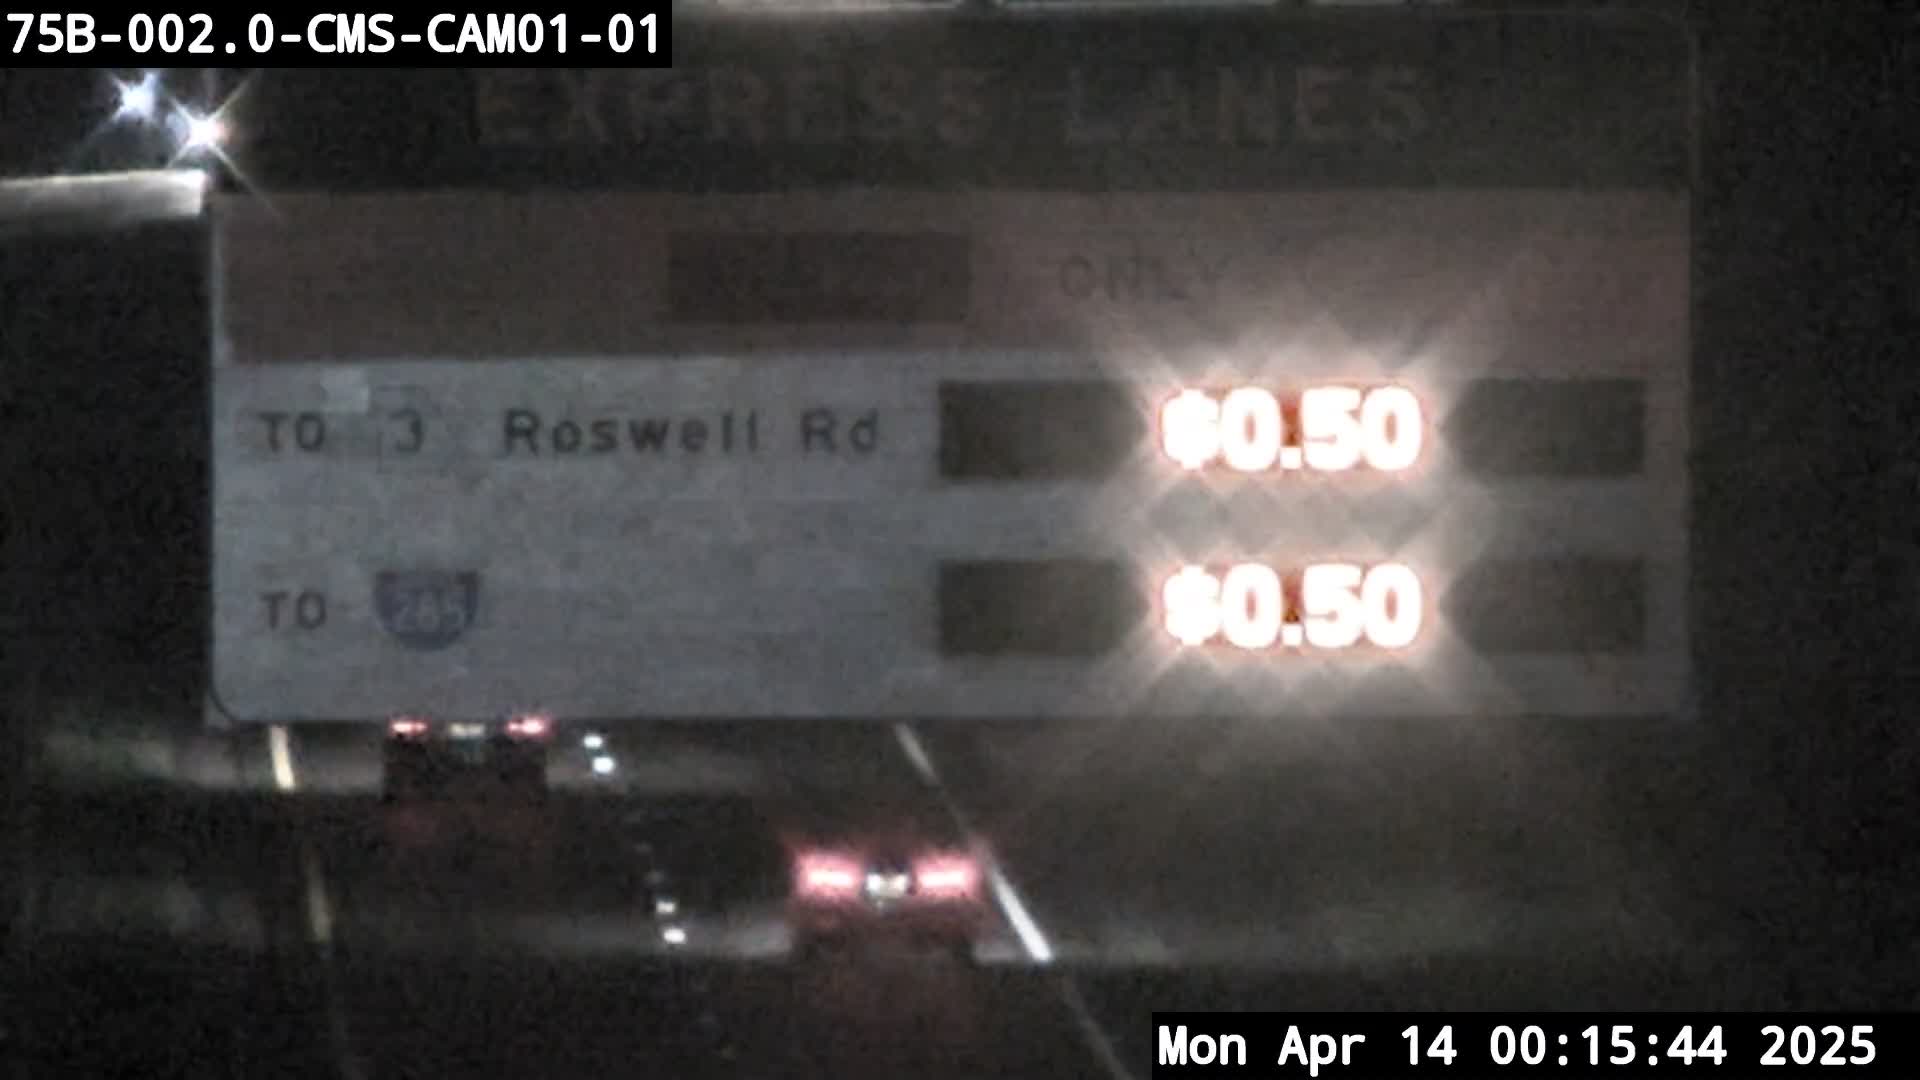 75B-002.0-CMS-CAM01-01
EXPRESS LANES
ONLY
TO 3 Roswell Rd $0.50
TO 285 $0.50
Mon Apr 14 00:15:44 2025